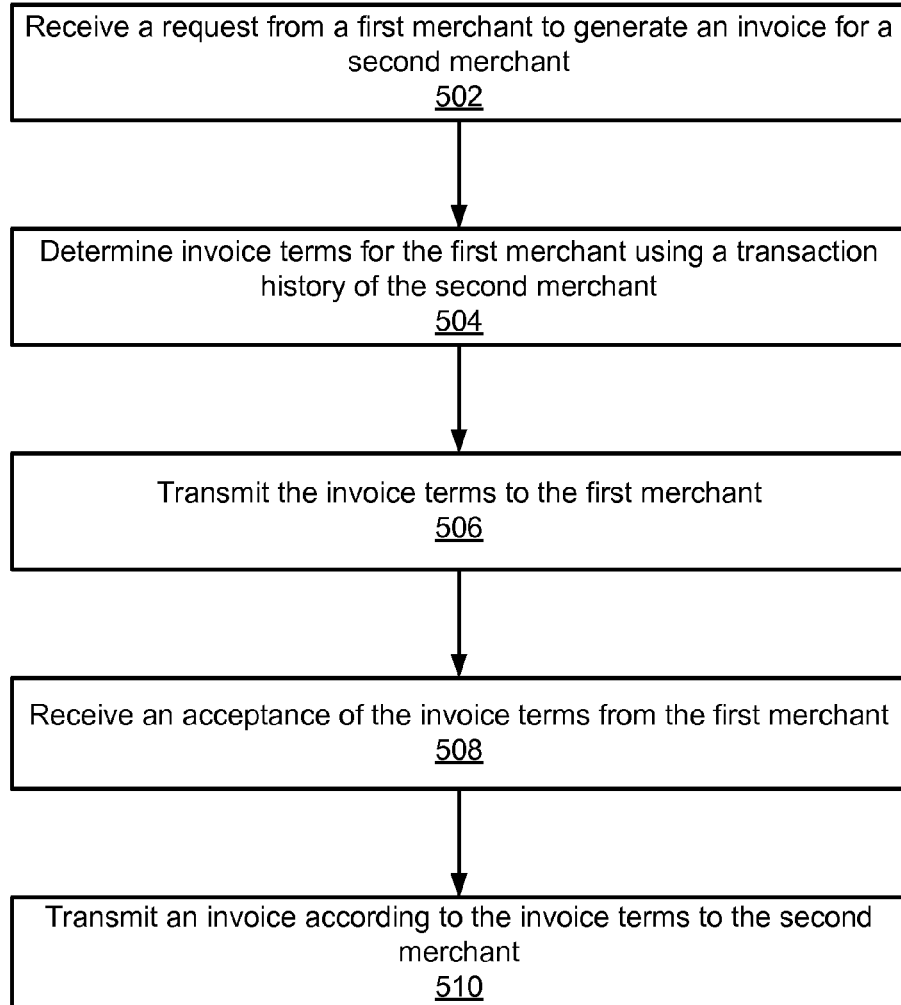 Receive a request from a first merchant to generate an invoice for a
second merchant
502
Determine invoice terms for the first merchant using a transaction
history of the second merchant
504
Transmit the invoice terms to the first merchant
506
Receive an acceptance of the invoice terms from the first merchant
508
Transmit an invoice according to the invoice terms to the second
merchant
510